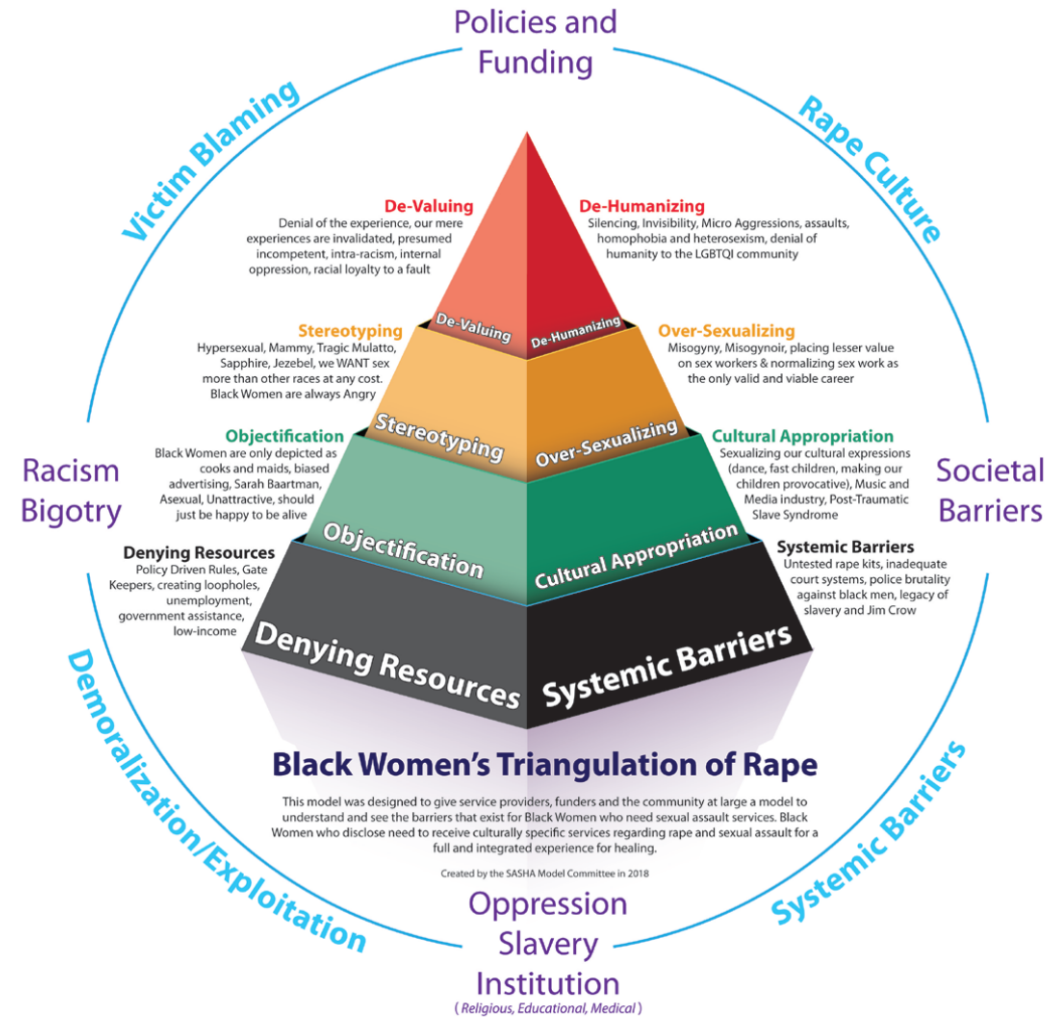 Policies and
Funding
Victim Blaming
Rape Culture
De-Valuing
Denial of the experience, our mere
experiences are invalidated, presumed
incompetent, intra-racism, internal
oppression, racial loyalty to a fault
De-Humanizing
Silencing, Invisibility, Micro Aggressions, assaults,
homophobia and heterosexism, denial of
humanity to the LGBTQI community
De-Valuing
De-Humanizing
Stereotyping
Hypersexual, Mammy, Tragic Mulatto,
Sapphire, Jezebel, we WANT sex
more than other races at any cost.
Black Women are always Angry
Over-Sexualizing
Misogyny, Misogynoir, placing lesser value
on sex workers & normalizing sex work as
the only valid and viable career
Stereotyping
Over-Sexualizing
Objectification
Black Women are only depicted as
cooks and maids, biased
advertising, Sarah Baartman,
Asexual, Unattractive, should
just be happy to be alive
Cultural Appropriation
Sexualizing our cultural expressions
(dance, fast children, making our
children provocative), Music and
Media industry, Post-Traumatic
Slave Syndrome
Racism
Bigotry
Societal
Barriers
Objectification
Cultural Appropriation
Denying Resources
Policy Driven Rules, Gate
Keepers, creating loopholes,
unemployment,
government assistance,
low-income
Systemic Barriers
Untested rape kits, inadequate
court systems, police brutality
against black men, legacy of
slavery and Jim Crow
Denying Resources
Systemic Barriers
Demoralization/Exploitation
Systemic Barriers
Black Women's Triangulation of Rape
This model was designed to give service providers, funders and the community at large a model to
understand and see the barriers that exist for Black Women who need sexual assault services. Black
Women who disclose need to receive culturally specific services regarding rape and sexual assault for a
full and integrated experience for healing.
Created by the SASHA Model Committee in 2018
Oppression
Slavery
Institution
( Religious, Educational, Medical )